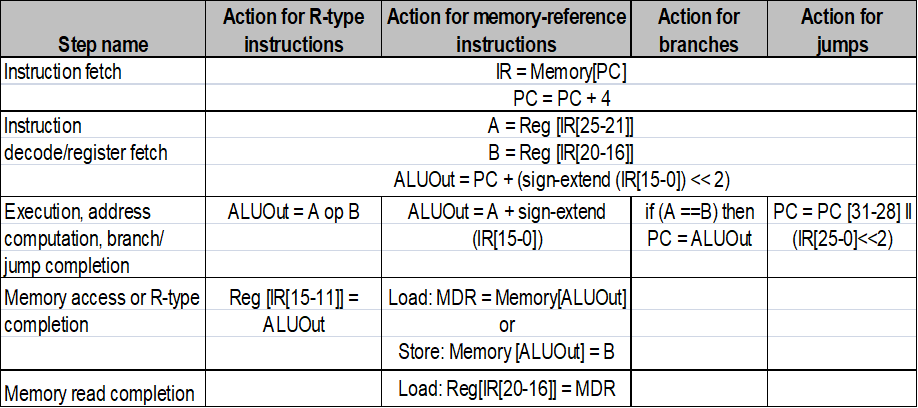 Step name
Action for R-type
instructions
Action for memory-reference
instructions
Action for
branches
Action for
jumps
Instruction fetch
IR = Memory[PC]
PC = PC + 4
Instruction
decode/register fetch
A = Reg [IR[25-21]]
B = Reg [IR[20-16]]
ALUOut = PC + (sign-extend (IR[15-0]) << 2)
Execution, address
computation, branch/
jump completion
ALUOut = A op B
ALUOut = A + sign-extend
(IR[15-0])
if (A ==B) then
PC = ALUOut
PC = PC [31-28] II
(IR[25-0]<<2)
Memory access or R-type
completion
Reg [IR[15-11]] =
ALUOut
Load: MDR = Memory[ALUOut]
or
Store: Memory [ALUOut] = B
Memory read completion
Load: Reg[IR[20-16]] = MDR